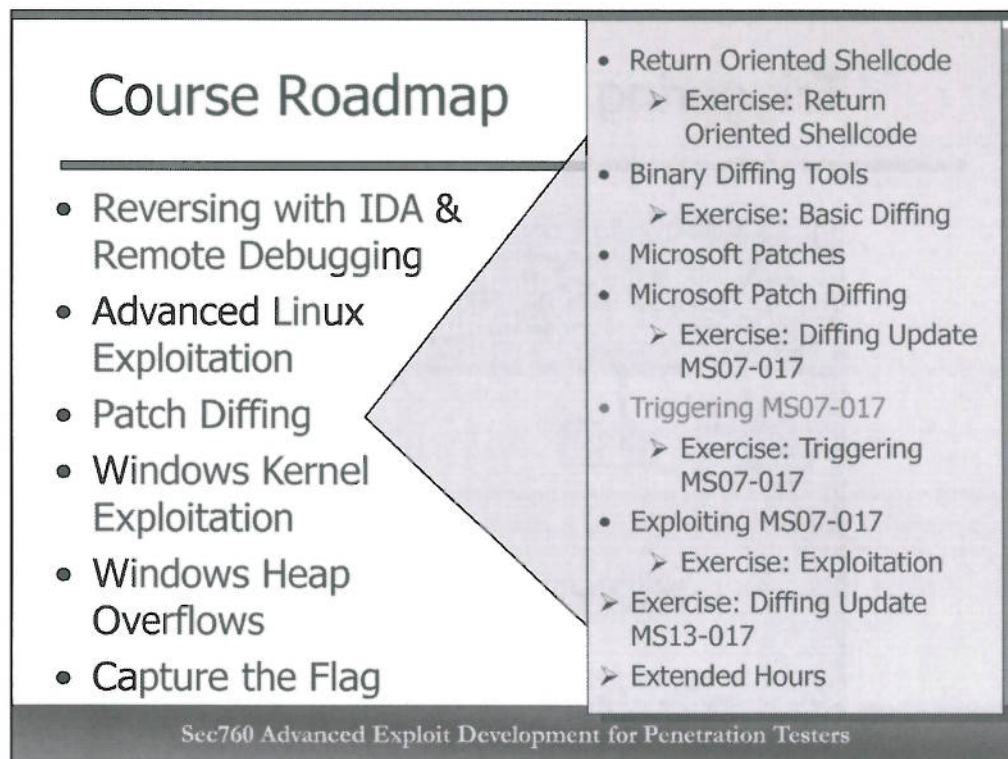 Course Roadmap
• Reversing with IDA &
Remote Debugging
• Advanced Linux
Exploitation
• Patch Diffing
• Windows Kernel
Exploitation
• Windows Heap
Overflows
• Capture the Flag
• Return Oriented Shellcode
➢ Exercise: Return
Oriented Shellcode
• Binary Diffing Tools
➢ Exercise: Basic Diffing
• Microsoft Patches
• Microsoft Patch Diffing
➢ Exercise: Diffing Update
MS07-017
• Triggering MS07-017
➢ Exercise: Triggering
MS07-017
• Exploiting MS07-017
➢ Exercise: Exploitation
➢ Exercise: Diffing Update
MS13-017
➢ Extended Hours
Sec760 Advanced Exploit Development for Penetration Testers